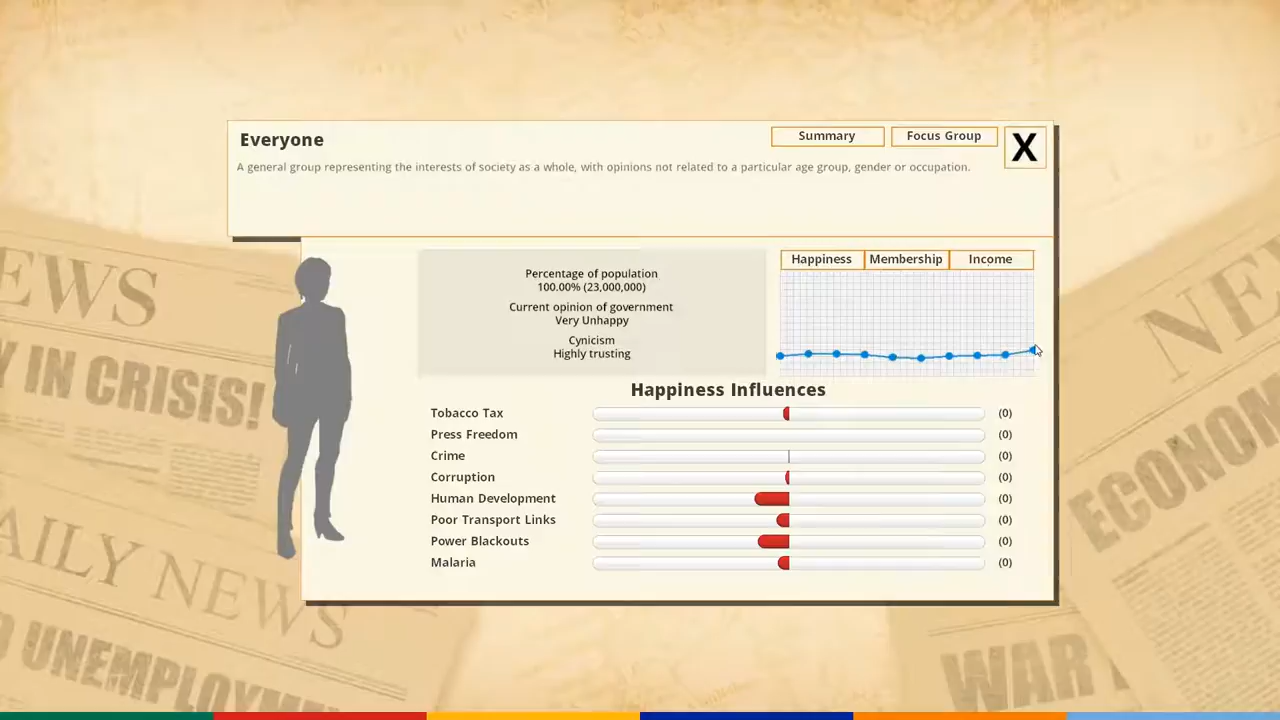 Everyone
Summary
Focus Group
X
A general group representing the interests of society as a whole, with opinions not related to a particular age group, gender or occupation.
Percentage of population
100.00% (23,000,000)
Current opinion of government
Very Unhappy
Cynicism
Highly trusting
Happiness
Membership
Income
Happiness Influences
Tobacco Tax (0)
Press Freedom (0)
Crime (0)
Corruption (0)
Human Development (0)
Poor Transport Links (0)
Power Blackouts (0)
Malaria (0)
EWS
Y IN CRISIS!
AILY NEWS
UNEMPLOYME
NE
ECONOM
WAR